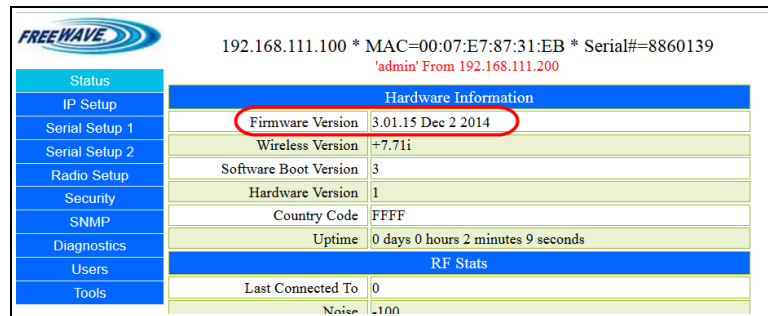 FREEWAVE
192.168.111.100 * MAC=00:07:E7:87:31:EB * Serial#=8860139
'admin' From 192.168.111.200
Status
IP Setup
Serial Setup 1
Serial Setup 2
Radio Setup
Security
SNMP
Diagnostics
Users
Tools
Hardware Information
Firmware Version 3.01.15 Dec 2 2014
Wireless Version +7.71i
Software Boot Version 3
Hardware Version 1
Country Code FFFF
Uptime 0 days 0 hours 2 minutes 9 seconds
RF Stats
Last Connected To 0
Noise -100